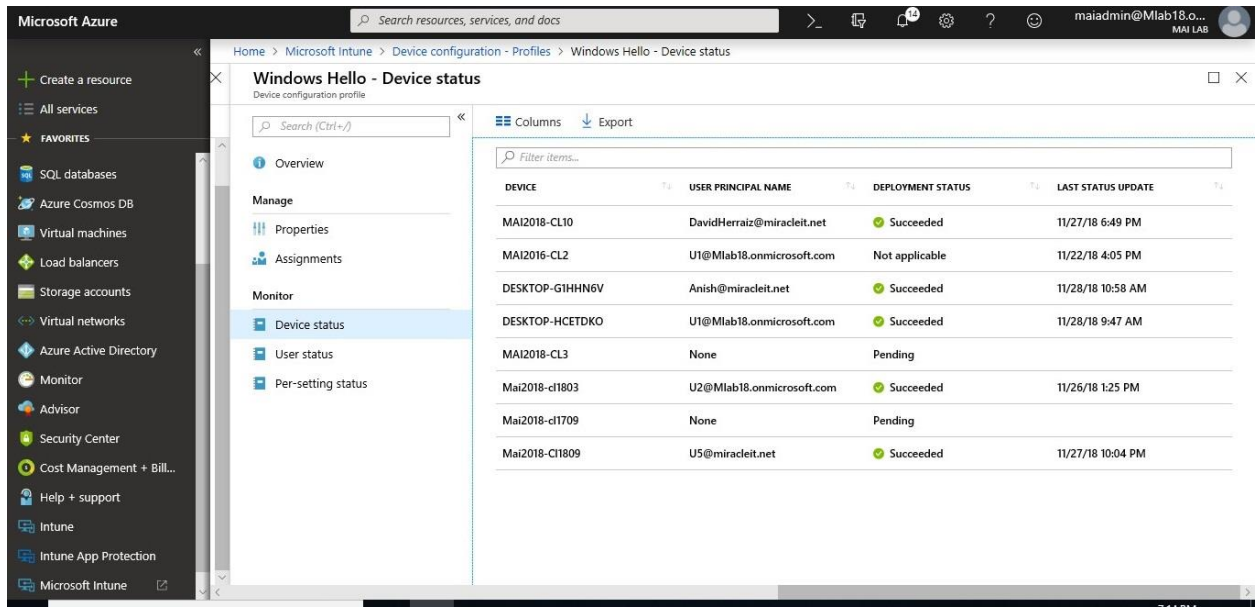 Microsoft Azure
Search resources, services, and docs
14
maiadmin@Mlab18.o...
MAI LAB
Home > Microsoft Intune > Device configuration - Profiles > Windows Hello - Device status
Create a resource
All services
FAVORITES
SQL databases
Azure Cosmos DB
Virtual machines
Load balancers
Storage accounts
Virtual networks
Azure Active Directory
Monitor
Advisor
Security Center
Cost Management + Bill...
Help + support
Intune
Intune App Protection
Microsoft Intune
Windows Hello - Device status
Device configuration profile
Search (Ctrl+/)
Overview
Manage
Properties
Assignments
Monitor
Device status
User status
Per-setting status
Columns Export
Filter items...
DEVICE USER PRINCIPAL NAME DEPLOYMENT STATUS LAST STATUS UPDATE
MAI2018-CL10 DavidHerraiz@miracleit.net Succeeded 11/27/18 6:49 PM
MAI2016-CL2 U1@Mlab18.onmicrosoft.com Not applicable 11/22/18 4:05 PM
DESKTOP-G1HHN6V Anish@miracleit.net Succeeded 11/28/18 10:58 AM
DESKTOP-HCETDKO U1@Mlab18.onmicrosoft.com Succeeded 11/28/18 9:47 AM
MAI2018-CL3 None Pending
Mai2018-cl1803 U2@Mlab18.onmicrosoft.com Succeeded 11/26/18 1:25 PM
Mai2018-cl1709 None Pending
Mai2018-Cl1809 U5@miracleit.net Succeeded 11/27/18 10:04 PM